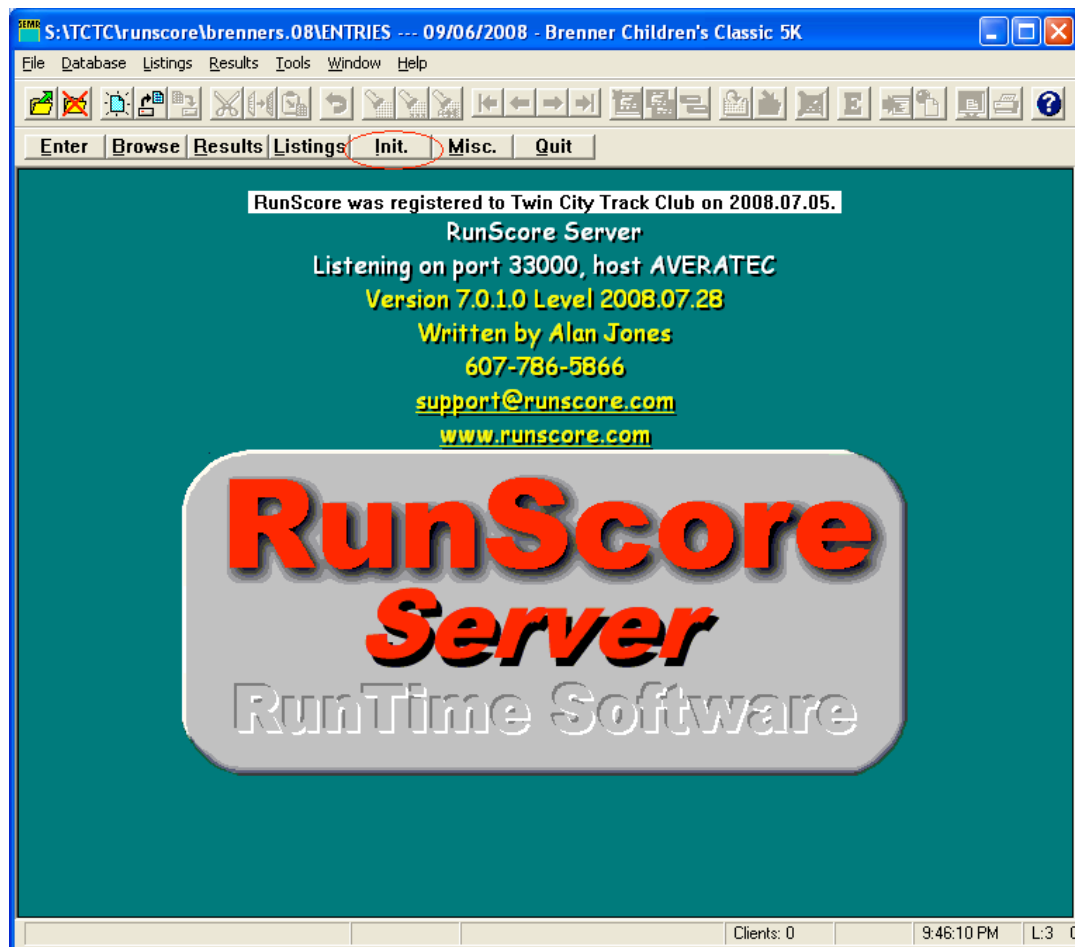 SEMR S:\TCTC\runscore\brenners.08\ENTRIES --- 09/06/2008 - Brenner Children's Classic 5K
File Database Listings Results Tools Window Help
E ?
Enter Browse Results Listings Init. Misc. Quit
RunScore was registered to Twin City Track Club on 2008.07.05.
RunScore Server
Listening on port 33000, host AVERATEC
Version 7.0.1.0 Level 2008.07.28
Written by Alan Jones
607-786-5866
support@runscore.com
www.runscore.com
RunScore
Server
RunTime Software
Clients: 0 9:46:10 PM L:3